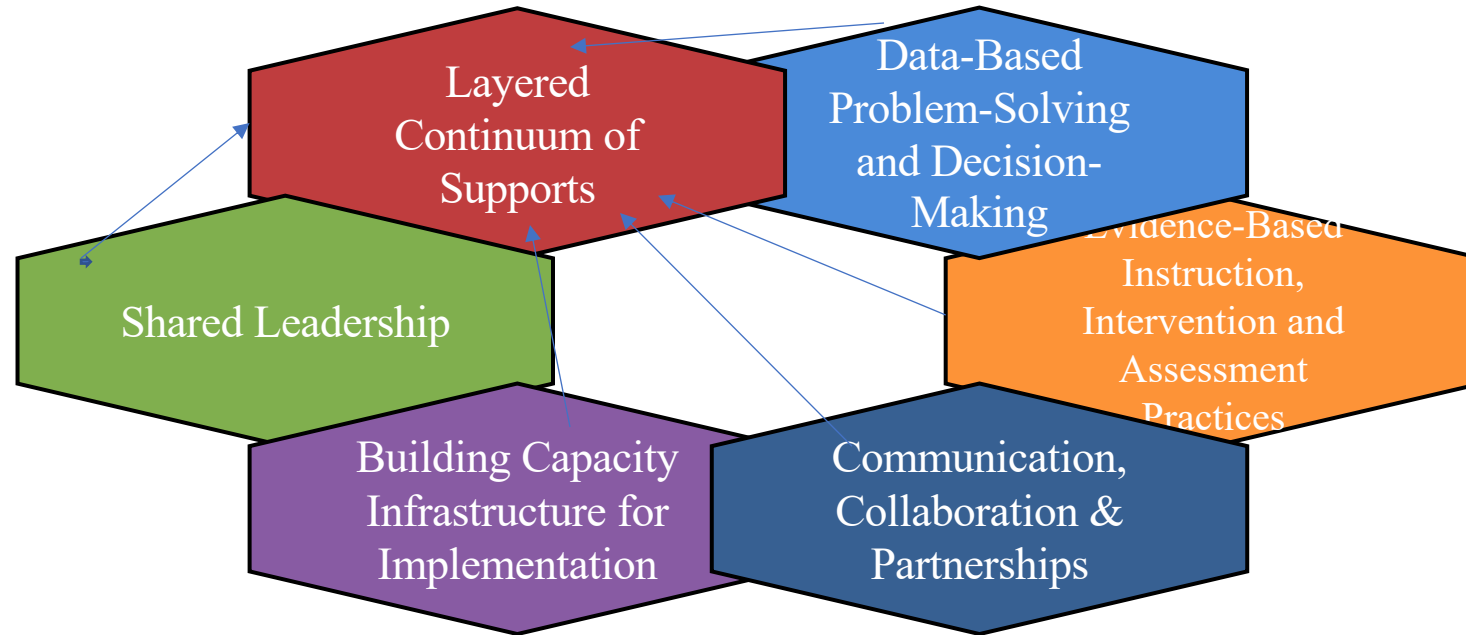 Layered
Continuum of
Supports
Data-Based
Problem-Solving
and Decision-
Making
Evidence-Based
Instruction,
Intervention and
Assessment
Practices
Shared Leadership
Building Capacity
Infrastructure for
Implementation
Communication,
Collaboration &
Partnerships